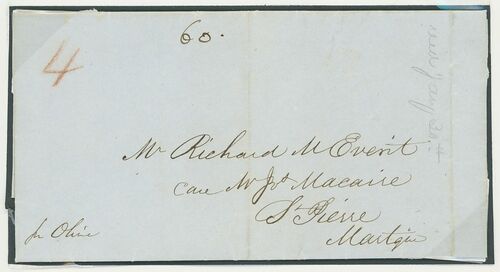 60.
4
Mr Richard M Everit
Care Mr Jos Macaire
St Pierre
Martque
pr Olive